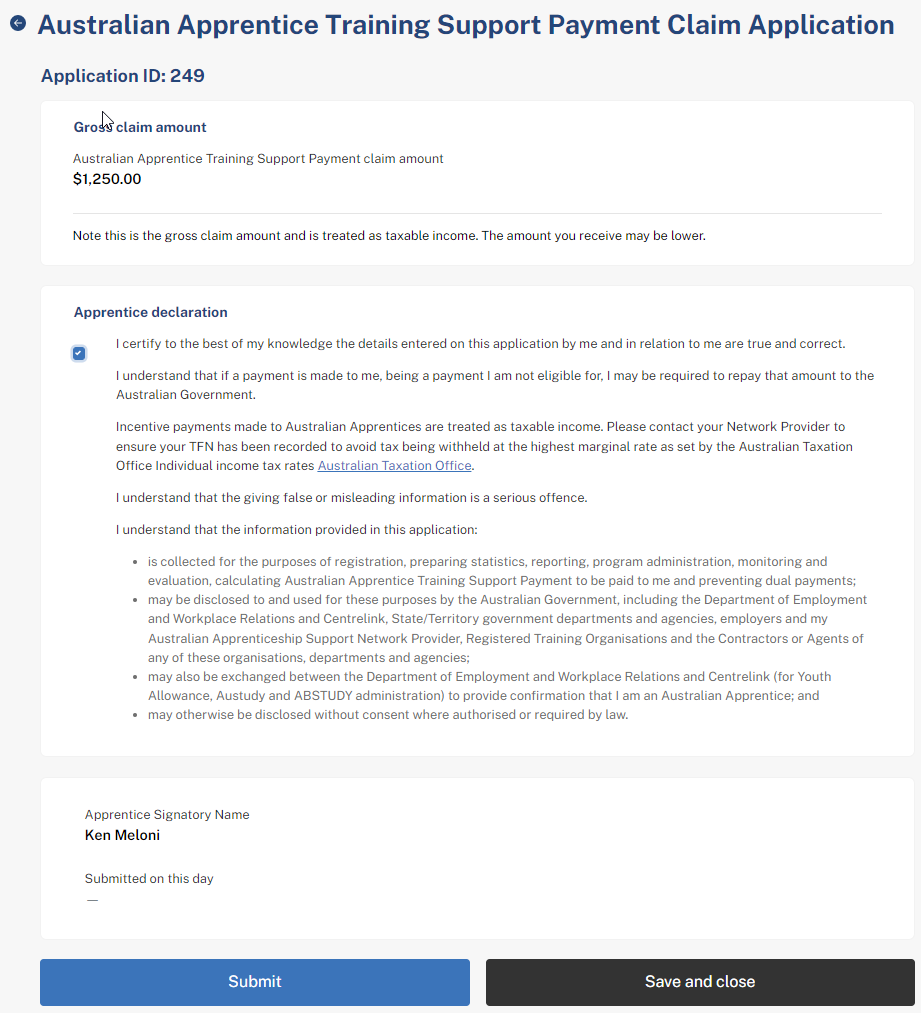 Australian Apprentice Training Support Payment Claim Application
Application ID: 249
Gross claim amount
Australian Apprentice Training Support Payment claim amount
$1,250.00
Note this is the gross claim amount and is treated as taxable income. The amount you receive may be lower.
Apprentice declaration
I certify to the best of my knowledge the details entered on this application by me and in relation to me are true and correct.
I understand that if a payment is made to me, being a payment I am not eligible for, I may be required to repay that amount to the
Australian Government.
Incentive payments made to Australian Apprentices are treated as taxable income. Please contact your Network Provider to
ensure your TFN has been recorded to avoid tax being withheld at the highest marginal rate as set by the Australian Taxation
Office Individual income tax rates Australian Taxation Office.
I understand that the giving false or misleading information is a serious offence.
I understand that the information provided in this application:
• is collected for the purposes of registration, preparing statistics, reporting, program administration, monitoring and
evaluation, calculating Australian Apprentice Training Support Payment to be paid to me and preventing dual payments;
• may be disclosed to and used for these purposes by the Australian Government, including the Department of Employment
and Workplace Relations and Centrelink, State/Territory government departments and agencies, employers and my
Australian Apprenticeship Support Network Provider, Registered Training Organisations and the Contractors or Agents of
any of these organisations, departments and agencies;
• may also be exchanged between the Department of Employment and Workplace Relations and Centrelink (for Youth
Allowance, Austudy and ABSTUDY administration) to provide confirmation that I am an Australian Apprentice; and
• may otherwise be disclosed without consent where authorised or required by law.
Apprentice Signatory Name
Ken Meloni
Submitted on this day
—
Submit
Save and close